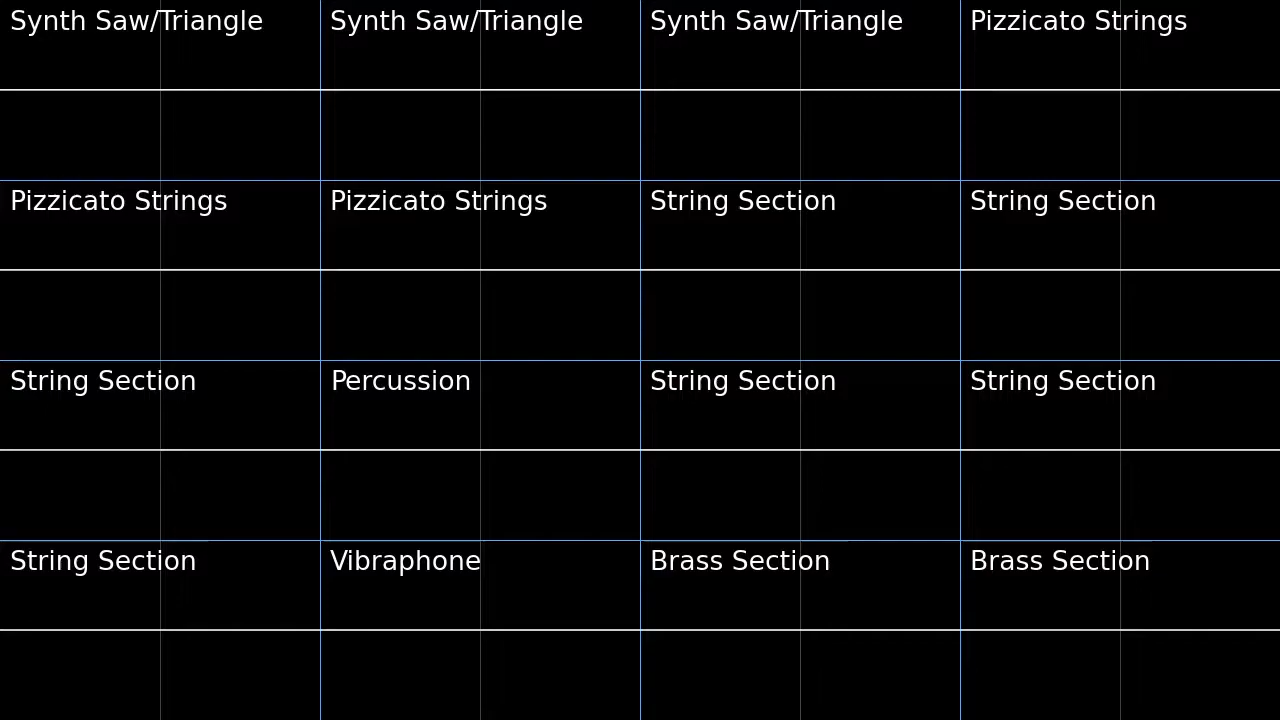 Synth Saw/Triangle
Synth Saw/Triangle
Synth Saw/Triangle
Pizzicato Strings
Pizzicato Strings
Pizzicato Strings
String Section
String Section
String Section
Percussion
String Section
String Section
String Section
Vibraphone
Brass Section
Brass Section